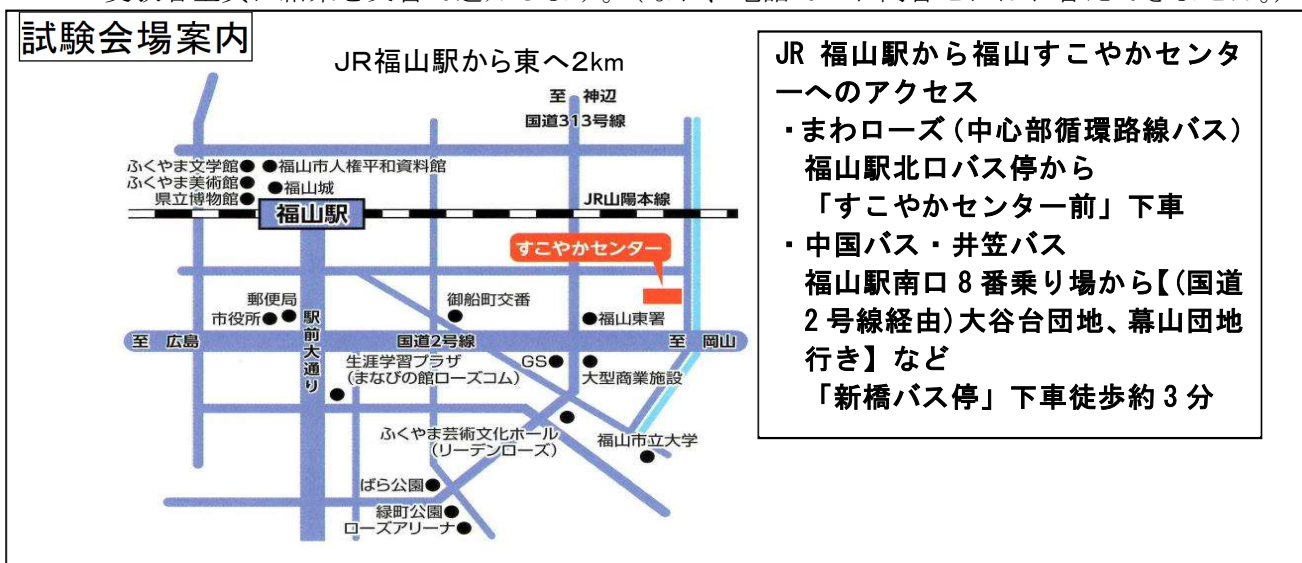 試験会場案内
JR福山駅から東へ2km
至 神辺
国道313号線
ふくやま文学館
福山市人権平和資料館
ふくやま美術館
福山城
県立博物館
福山駅
JR山陽本線
すこやかセンター
郵便局
市役所
駅前大通り
御船町交番
福山東署
至 広島
国道2号線
至 岡山
生涯学習プラザ
(まなびの館ローズコム)
GS
大型商業施設
ふくやま芸術文化ホール
(リーデンローズ)
福山市立大学
ばら公園
緑町公園
ローズアリーナ
JR 福山駅から福山すこやかセンタ
ーへのアクセス
・まわローズ(中心部循環路線バス)
福山駅北口バス停から
「すこやかセンター前」下車
・中国バス・井笠バス
福山駅南口8番乗り場から【(国道
2号線経由)大谷台団地、幕山団地
行き】など
「新橋バス停」下車徒歩約3分